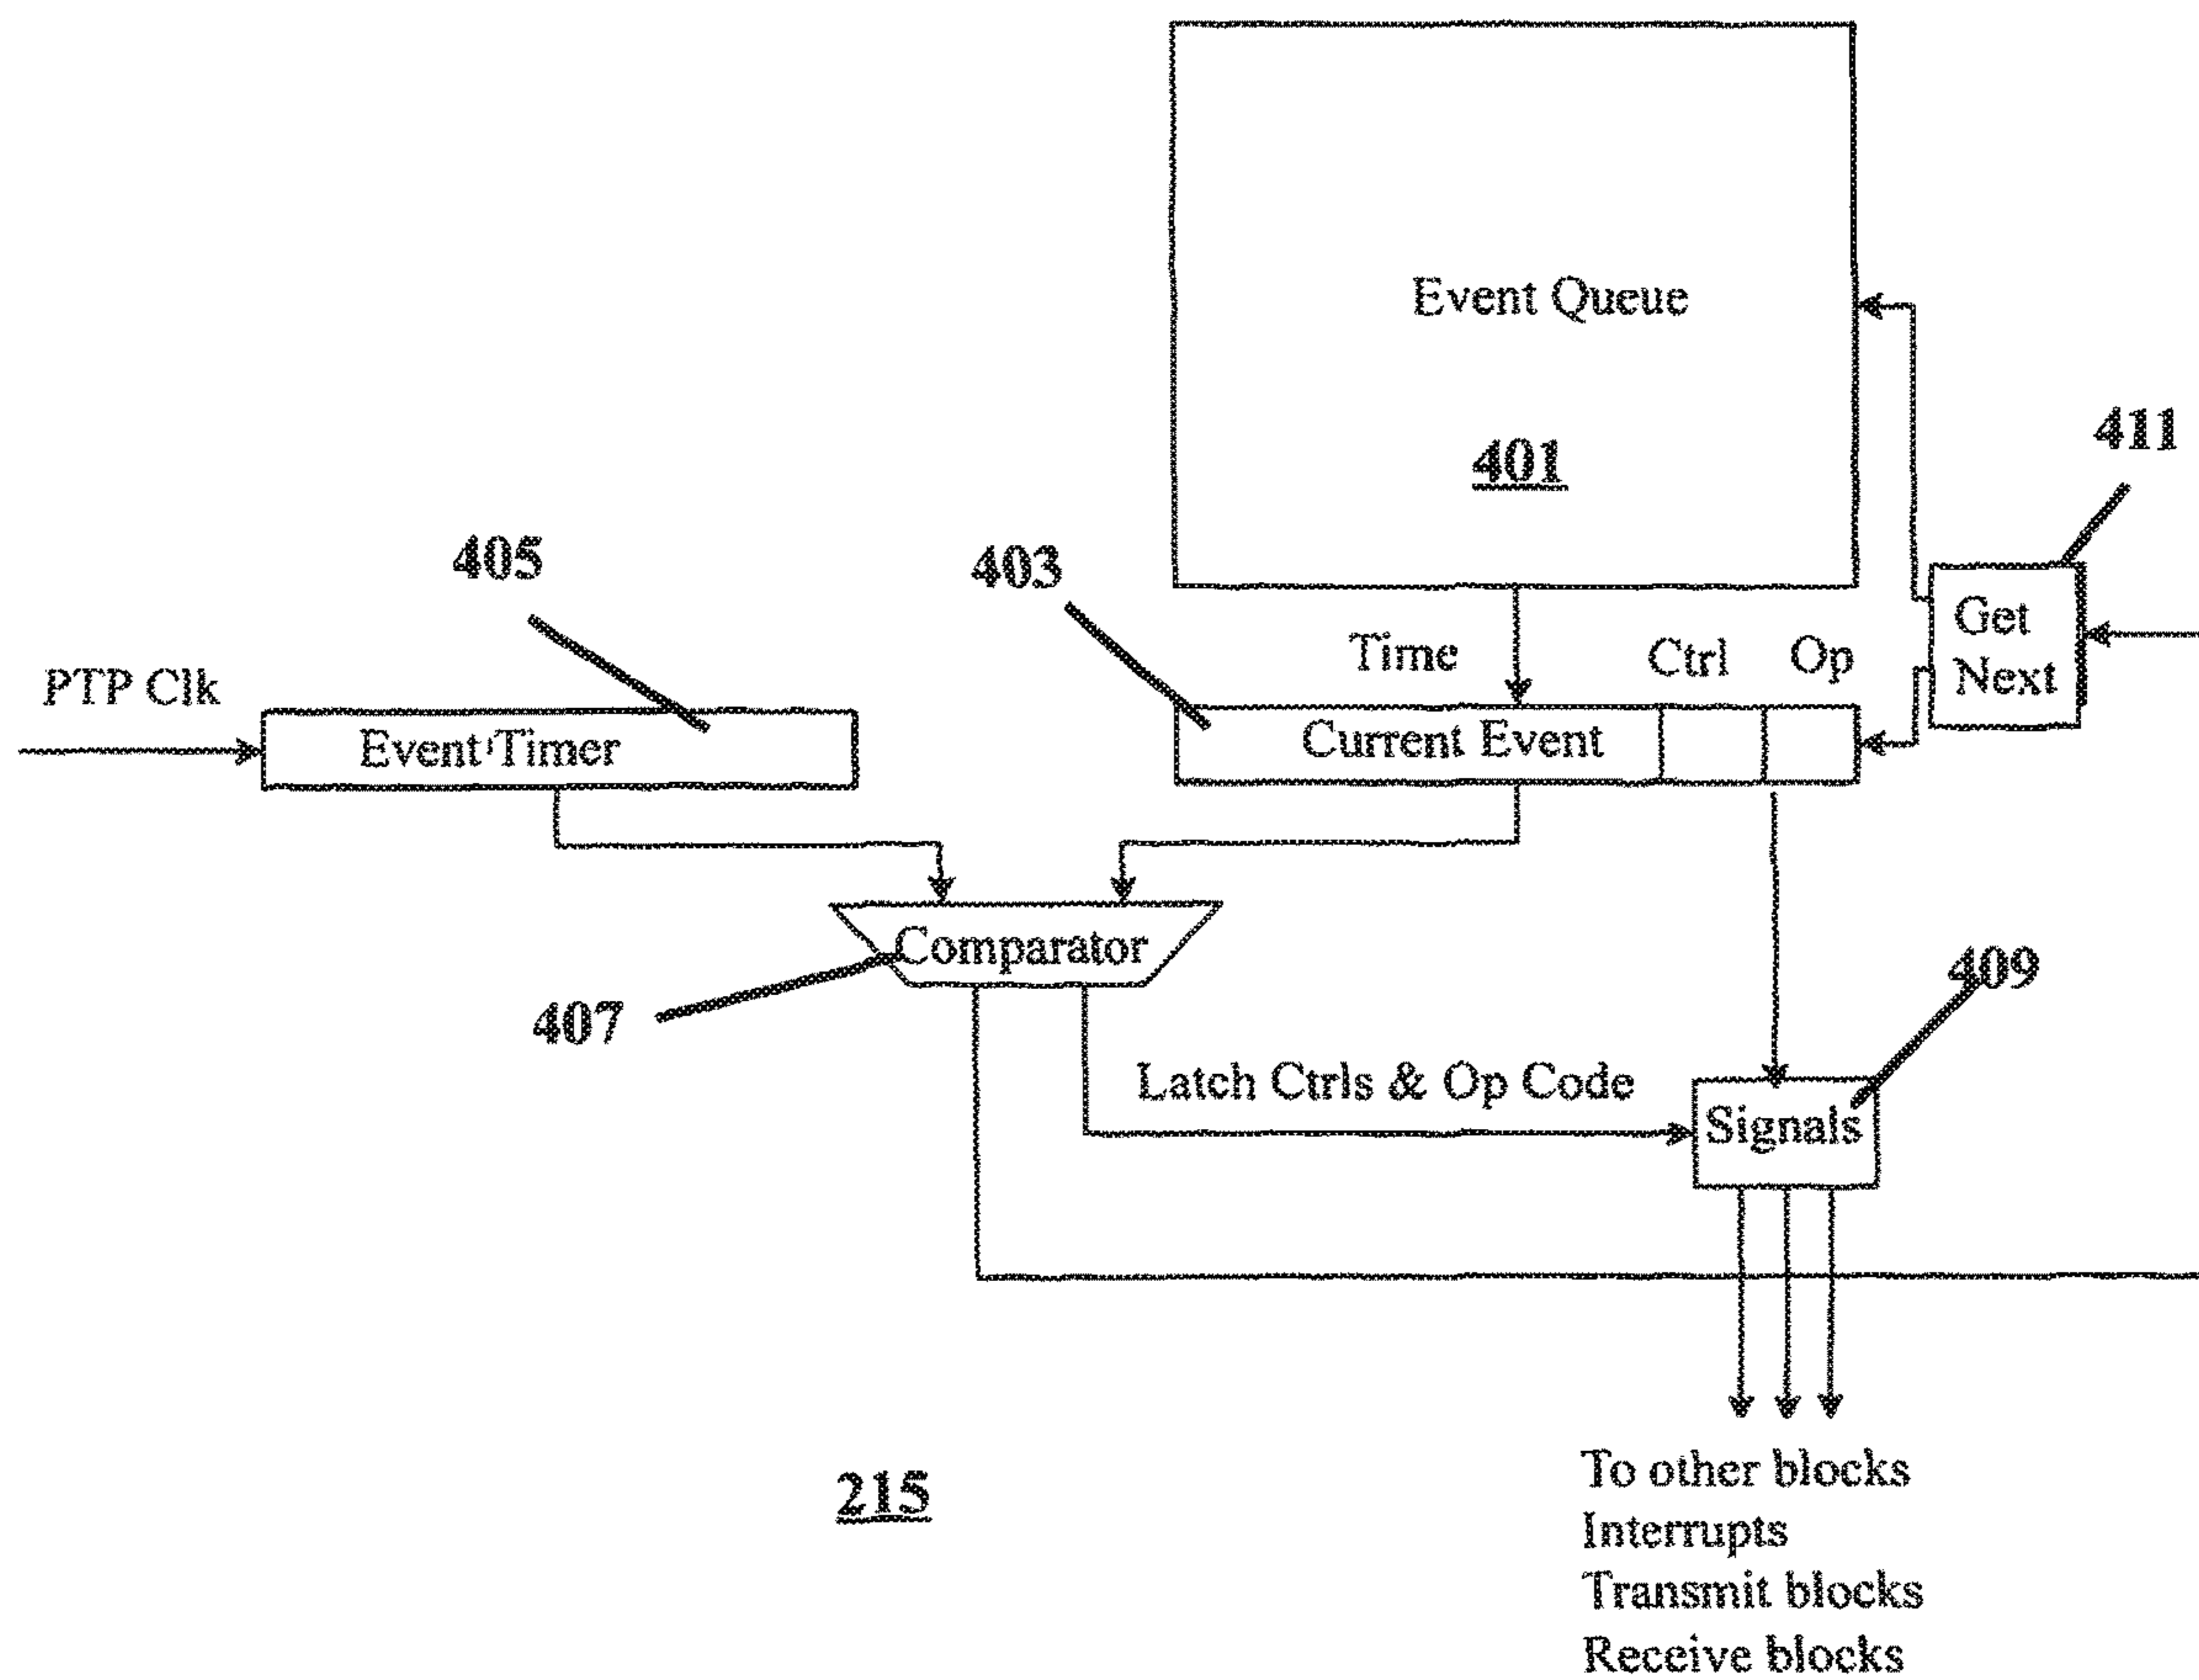 Event Queue
401
411
405
403
Get
Next
Time
Ctrl
Op
PTP Clk
Event Timer
Current Event
Comparator
407
409
Latch Ctrls & Op Code
Signals
To other blocks
Interrupts
Transmit blocks
Receive blocks
215